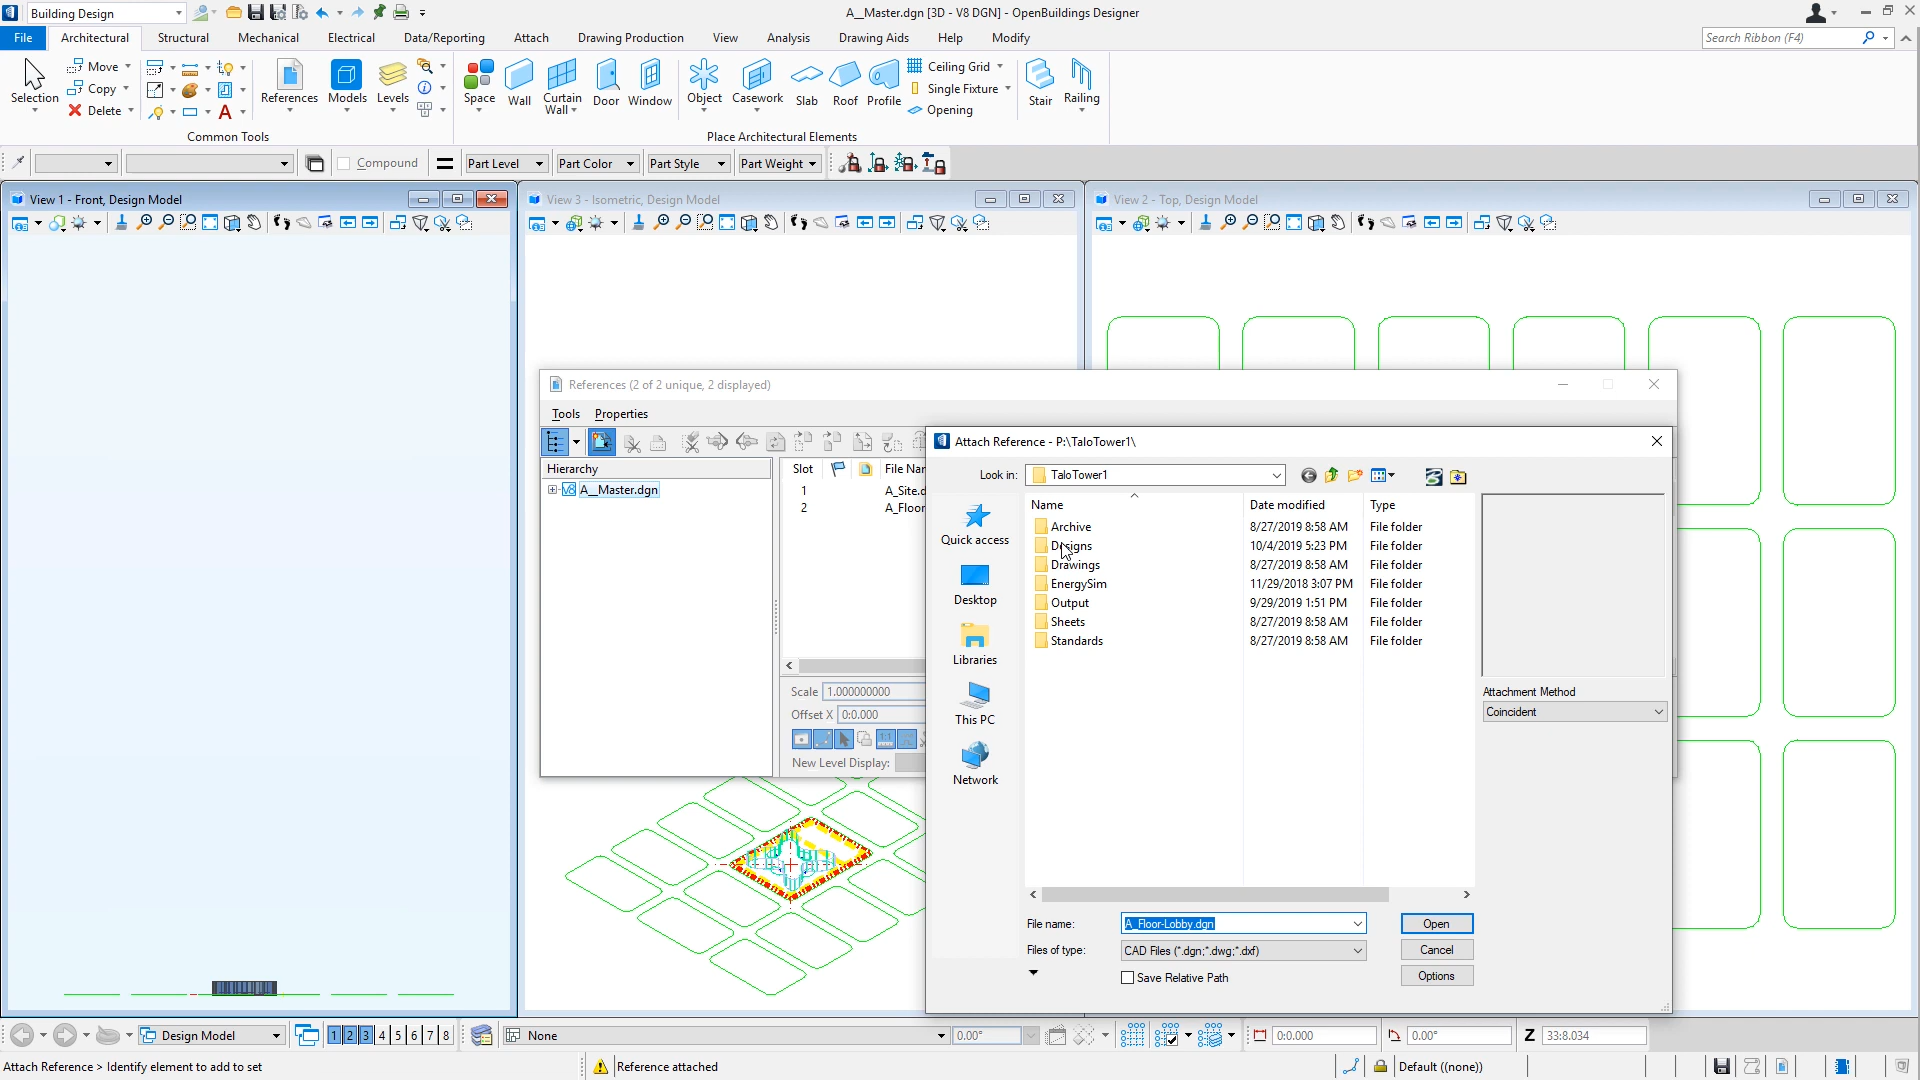 Building Design
A__Master.dgn [3D - V8 DGN] - OpenBuildings Designer
File Architectural Structural Mechanical Electrical Data/Reporting Attach Drawing Production View Analysis Drawing Aids Help Modify
Search Ribbon (F4)
Selection
Move
Copy
Delete
References Models Levels
Common Tools
Space Wall Curtain Wall Door Window Object Casework Slab Roof Profile
Ceiling Grid
Single Fixture
Opening
Stair Railing
Place Architectural Elements
Compound Part Level Part Color Part Style Part Weight
View 1 - Front, Design Model
View 3 - Isometric, Design Model
View 2 - Top, Design Model
References (2 of 2 unique, 2 displayed)
Tools Properties
Hierarchy
A__Master.dgn
Slot File Nar
1 A_Site.d
2 A_Floor
Scale 1.000000000
Offset X 0:0.000
1:1
New Level Display:
Attach Reference - P:\TaloTower1\
Look in: TaloTower1
Quick access
Desktop
Libraries
This PC
Network
Name Date modified Type
Archive 8/27/2019 8:58 AM File folder
Designs 10/4/2019 5:23 PM File folder
Drawings 8/27/2019 8:58 AM File folder
EnergySim 11/29/2018 3:07 PM File folder
Output 9/29/2019 1:51 PM File folder
Sheets 8/27/2019 8:58 AM File folder
Standards 8/27/2019 8:58 AM File folder
Attachment Method
Coincident
File name: A_Floor-Lobby.dgn
Open
Files of type: CAD Files (*.dgn;*.dwg;*.dxf)
Cancel
Save Relative Path
Options
Design Model 1 2 3 4 5 6 7 8 None 0.00° 0:0.000 0.00° Z 33:8.034
Attach Reference > Identify element to add to set
Reference attached
Default ((none))